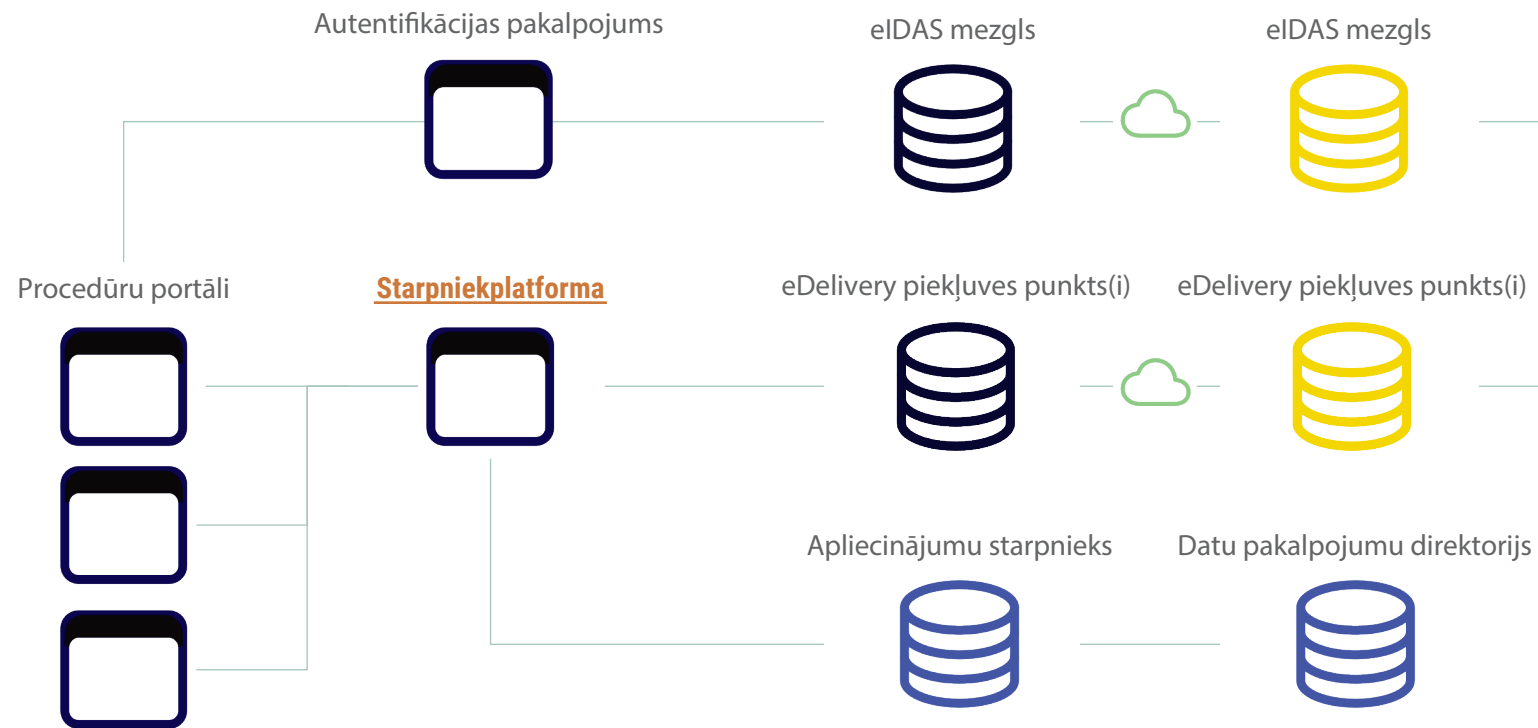 Autentifikācijas pakalpojums
eIDAS mezgls
eIDAS mezgls
Procedūru portāli
Starpniekplatforma
eDelivery piekļuves punkts(i)
eDelivery piekļuves punkts(i)
Apliecinājumu starpnieks
Datu pakalpojumu direktorijs